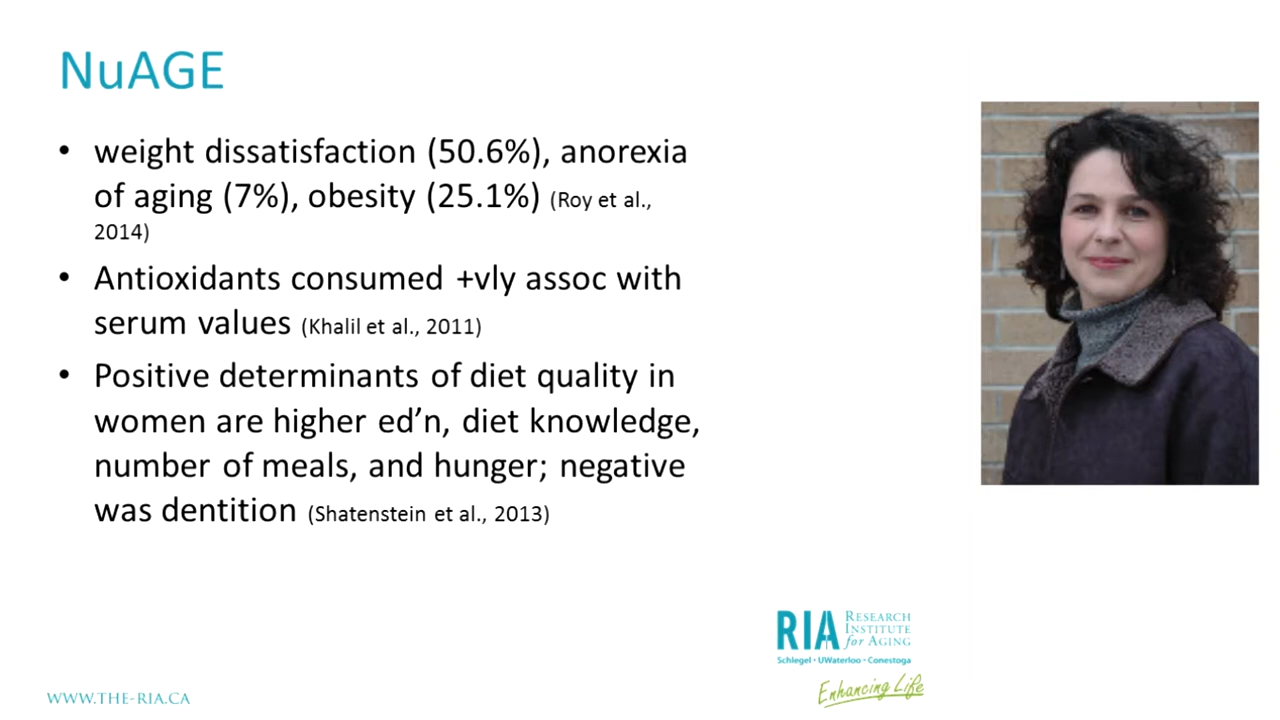 NuAGE
• weight dissatisfaction (50.6%), anorexia
of aging (7%), obesity (25.1%) (Roy et al.,
2014)
• Antioxidants consumed +vly assoc with
serum values (Khalil et al., 2011)
• Positive determinants of diet quality in
women are higher ed’n, diet knowledge,
number of meals, and hunger; negative
was dentition (Shatenstein et al., 2013)
RIA
RESEARCH
INSTITUTE
for AGING
Schlegel • UWaterloo • Conestoga
Enhancing Life
WWW.THE-RIA.CA